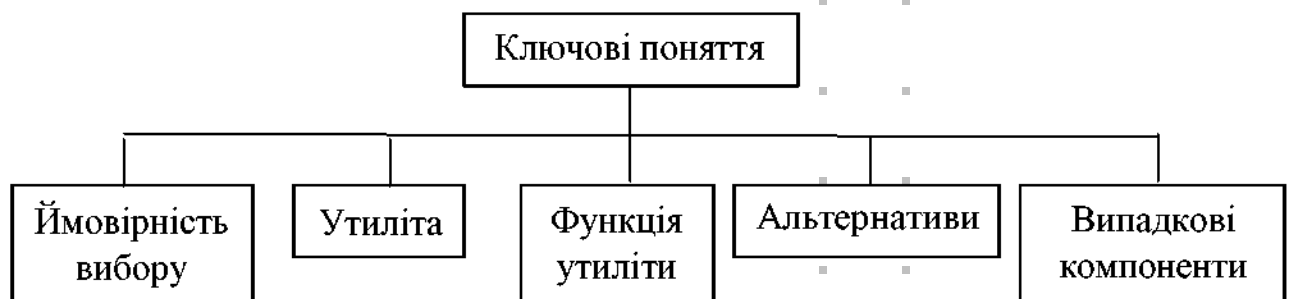 Ключові поняття
Ймовірність
вибору
Утиліта
Функція
утиліти
Альтернативи
Випадкові
компоненти